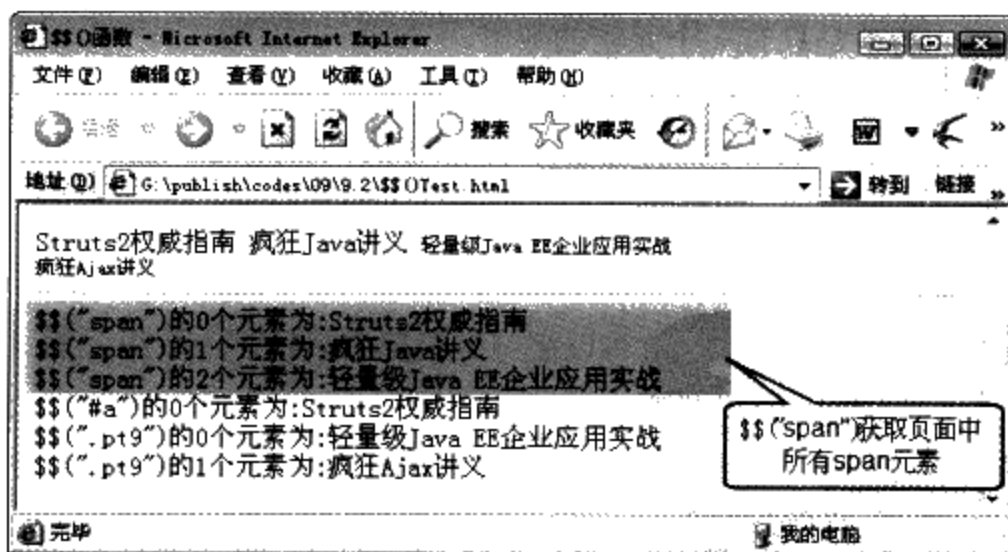 $$()函数 - Microsoft Internet Explorer
文件(F) 编辑(E) 查看(V) 收藏(A) 工具(T) 帮助(H)
搜索 收藏夹
地址(D) G:\publish\codes\09\9.2\$$()Test.html 转到 链接
Struts2权威指南 疯狂Java讲义 轻量级Java EE企业应用实战
疯狂Ajax讲义
$$("span")的0个元素为:Struts2权威指南
$$("span")的1个元素为:疯狂Java讲义
$$("span")的2个元素为:轻量级Java EE企业应用实战
$$("#a")的0个元素为:Struts2权威指南
$$(".pt9")的0个元素为:轻量级Java EE企业应用实战
$$(".pt9")的1个元素为:疯狂Ajax讲义
$$("span")获取页面中
所有span元素
完毕 我的电脑